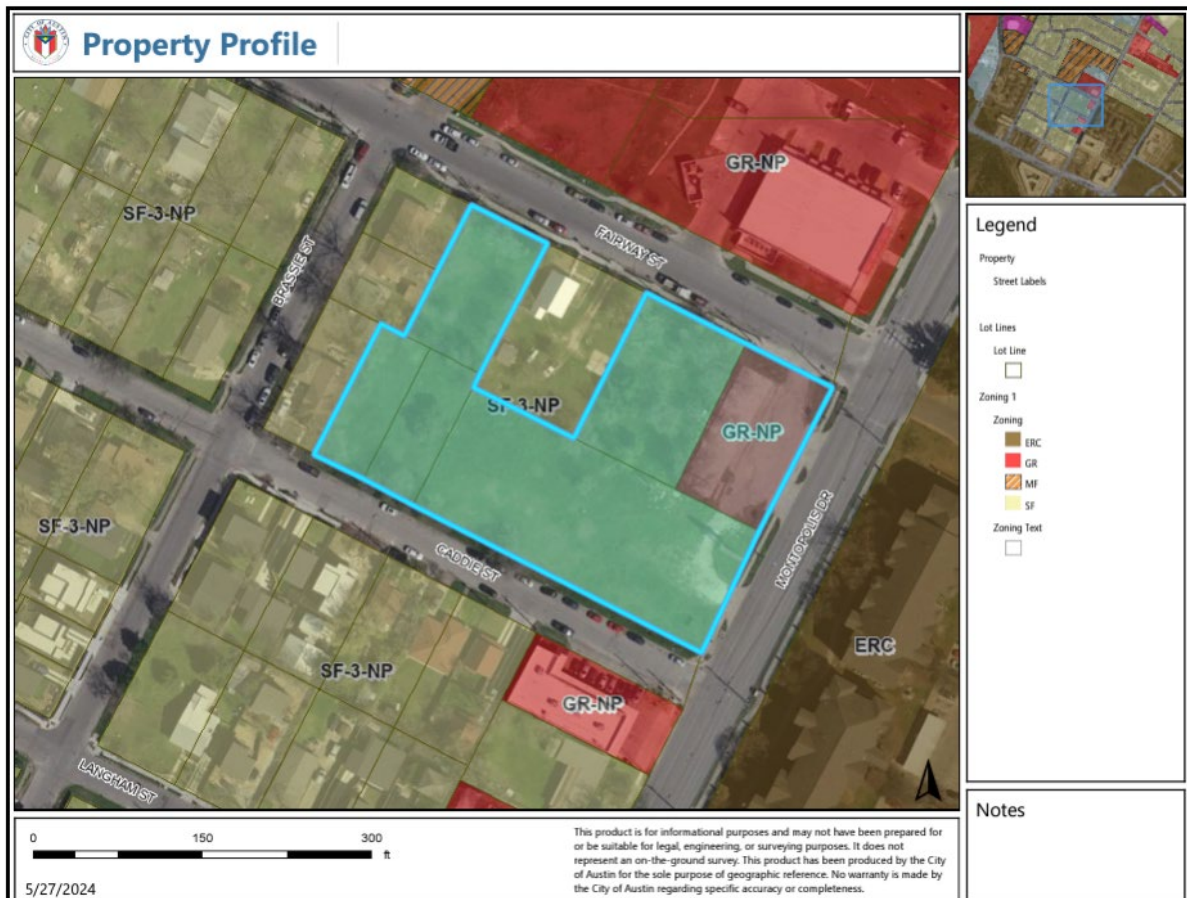 CITY OF AUSTIN
Property Profile
GR-NP
SF-3-NP
FAIRWAY ST
BRASSIE ST
SF-3-NP
GR-NP
MONTOPOLIS DR
SF-3-NP
CADDIE ST
SF-3-NP
ERC
GR-NP
LANGHAM ST
Legend
Property
Street Labels
Lot Lines
Lot Line
Zoning 1
Zoning
ERC
GR
MF
SF
Zoning Text
Notes
0 150 300
ft
5/27/2024
This product is for informational purposes and may not have been prepared for
or be suitable for legal, engineering, or surveying purposes. It does not
represent an on-the-ground survey. This product has been produced by the City
of Austin for the sole purpose of geographic reference. No warranty is made by
the City of Austin regarding specific accuracy or completeness.